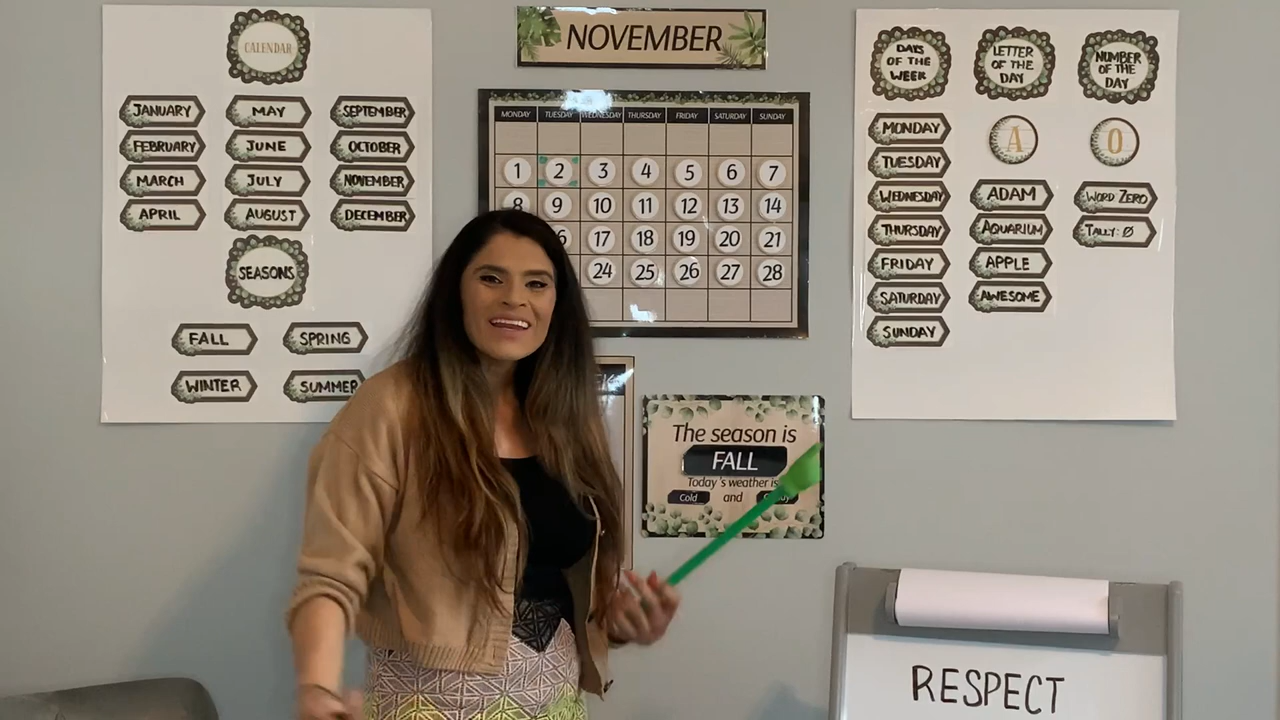 CALENDAR
JANUARY MAY SEPTEMBER
FEBRUARY JUNE OCTOBER
MARCH JULY NOVEMBER
APRIL AUGUST DECEMBER
SEASONS
FALL SPRING
WINTER SUMMER
NOVEMBER
MONDAY TUESDAY WEDNESDAY THURSDAY FRIDAY SATURDAY SUNDAY
1 2 3 4 5 6 7
8 9 10 11 12 13 14
17 18 19 20 21
24 25 26 27 28
The season is
FALL
Today's weather is
Cold and
DAYS
OF THE
WEEK
MONDAY
TUESDAY
WEDNESDAY
THURSDAY
FRIDAY
SATURDAY
SUNDAY
LETTER
OF THE
DAY
A
ADAM
AQUARIUM
APPLE
AWESOME
NUMBER
OF THE
DAY
0
WORD: ZERO
TALLY: Ø
RESPECT